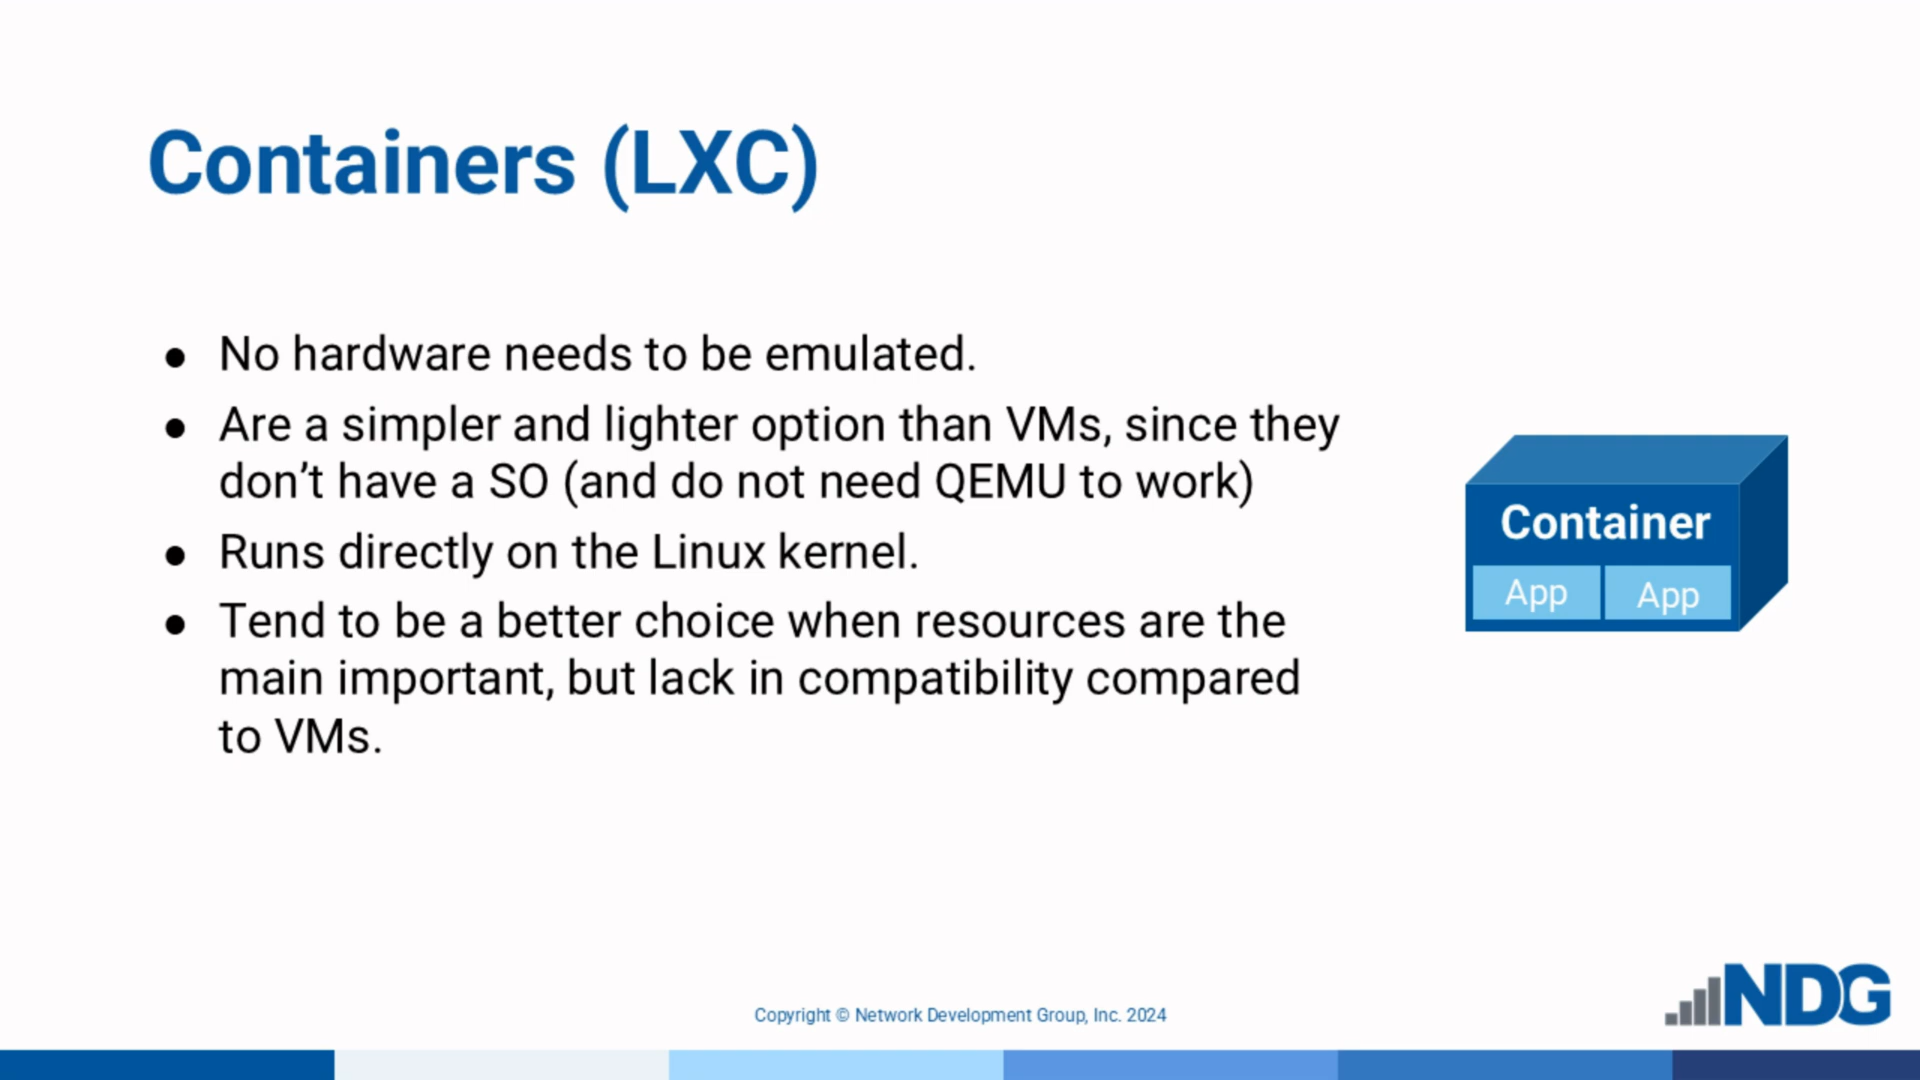 Containers (LXC)
● No hardware needs to be emulated.
● Are a simpler and lighter option than VMs, since they
don’t have a SO (and do not need QEMU to work)
● Runs directly on the Linux kernel.
● Tend to be a better choice when resources are the
main important, but lack in compatibility compared
to VMs.
Container
App App
Copyright © Network Development Group, Inc. 2024
NDG